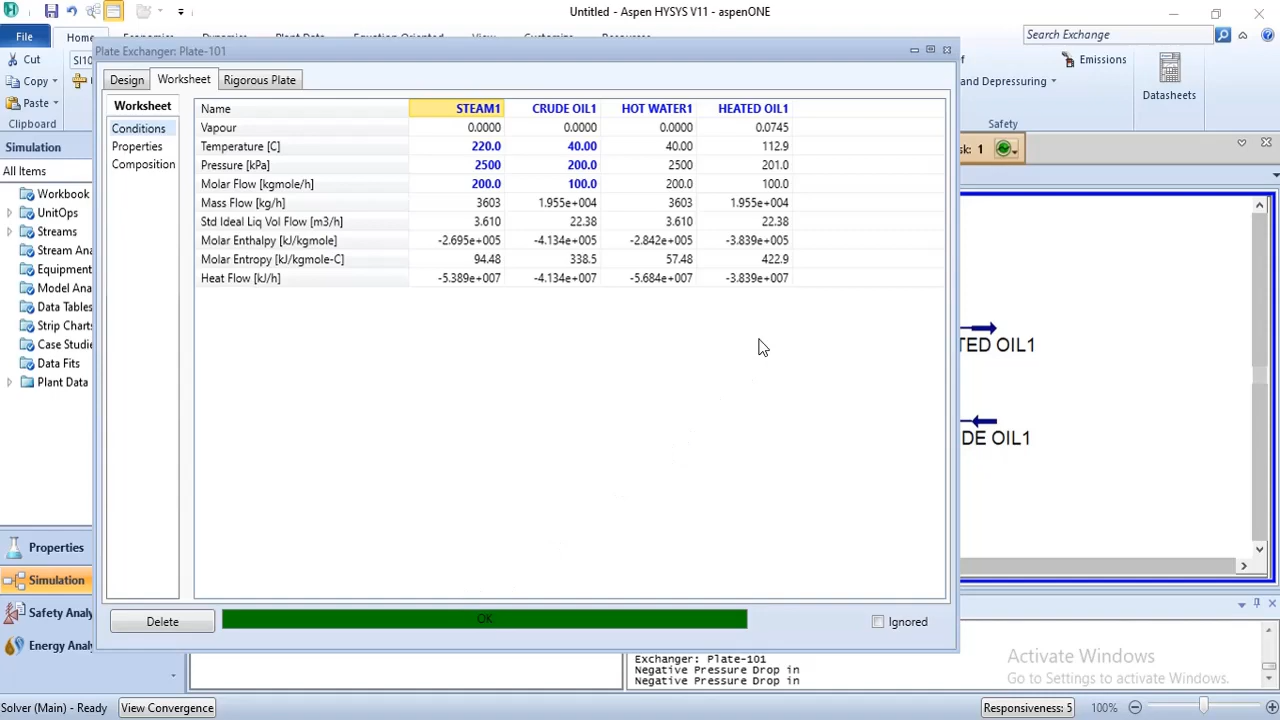 Untitled - Aspen HYSYS V11 - aspenONE
File
Home
Search Exchange
Cut
Copy
Paste
Clipboard
Plate Exchanger: Plate-101
Emissions
and Depressuring
Datasheets
Safety
Design
Worksheet
Rigorous Plate
Worksheet
Conditions
Properties
Composition
Name STEAM1 CRUDE OIL1 HOT WATER1 HEATED OIL1
Vapour 0.0000 0.0000 0.0000 0.0745
Temperature [C] 220.0 40.00 40.00 112.9
Pressure [kPa] 2500 200.0 2500 201.0
Molar Flow [kgmole/h] 200.0 100.0 200.0 100.0
Mass Flow [kg/h] 3603 1.955e+004 3603 1.955e+004
Std Ideal Liq Vol Flow [m3/h] 3.610 22.38 3.610 22.38
Molar Enthalpy [kJ/kgmole] -2.695e+005 -4.134e+005 -2.842e+005 -3.839e+005
Molar Entropy [kJ/kgmole-C] 94.48 338.5 57.48 422.9
Heat Flow [kJ/h] -5.389e+007 -4.134e+007 -5.684e+007 -3.839e+007
Simulation
All Items
Workbook
UnitOps
Streams
Stream Ana
Equipment
Model Ana
Data Tables
Strip Charts
Case Studie
Data Fits
Plant Data
Properties
Simulation
Safety Analy
Energy Analy
sk: 1
TED OIL1
DE OIL1
Delete
OK
Ignored
Exchanger: Plate-101
Negative Pressure Drop in
Negative Pressure Drop in
Activate Windows
Go to Settings to activate Windows.
Solver (Main) - Ready
View Convergence
Responsiveness: 5
100%